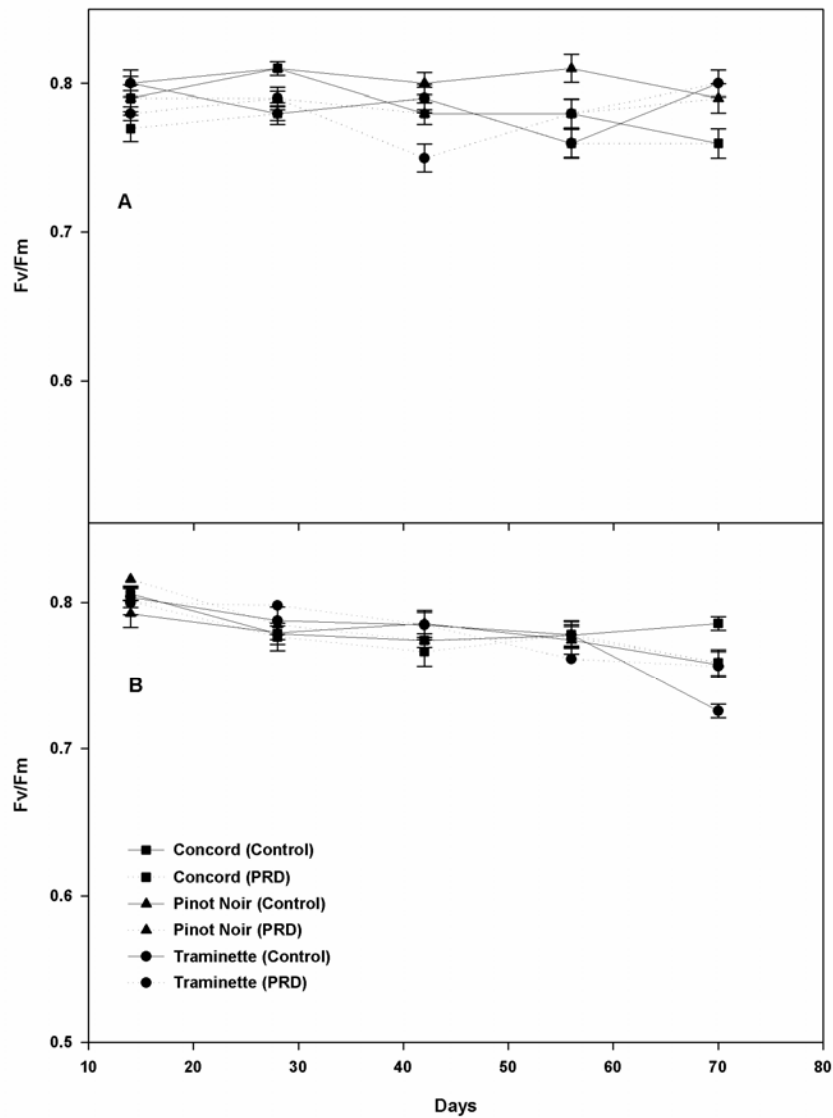 0.8
A
0.7
Fv/Fm
0.6
0.8
B
0.7
Fv/Fm
Concord (Control)
Concord (PRD)
Pinot Noir (Control)
0.6
Pinot Noir (PRD)
Traminette (Control)
Traminette (PRD)
0.5
10 20 30 40 50 60 70 80
Days